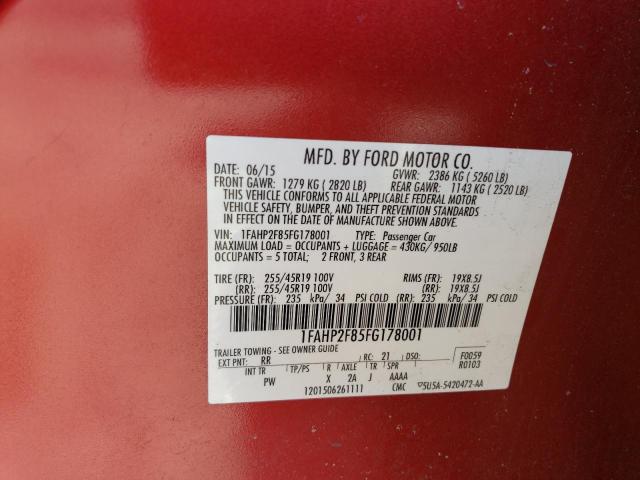 MFD. BY FORD MOTOR CO.
DATE: 06/15 GVWR: 2386 KG ( 5260 LB)
FRONT GAWR: 1279 KG ( 2820 LB) REAR GAWR: 1143 KG ( 2520 LB)
THIS VEHICLE CONFORMS TO ALL APPLICABLE FEDERAL MOTOR
VEHICLE SAFETY, BUMPER, AND THEFT PREVENTION STANDARDS
IN EFFECT ON THE DATE OF MANUFACTURE SHOWN ABOVE.
VIN: 1FAHP2F85FG178001 TYPE: Passenger Car
MAXIMUM LOAD = OCCUPANTS + LUGGAGE = 430KG/ 950LB
OCCUPANTS = 5 TOTAL; 2 FRONT, 3 REAR
TIRE (FR): 255/45R19 100V RIMS (FR): 19X8.5J
(RR): 255/45R19 100V (RR): 19X8.5J
PRESSURE (FR): 235 kPa/ 34 PSI COLD (RR): 235 kPa/ 34 PSI COLD
1FAHP2F85FG178001
TRAILER TOWING - SEE OWNER GUIDE
EXT PNT: RR RC: 21 DSO: F0059
INT TR TP/PS R AXLE TR SPR R0103
PW X 2A J AAAA
1201506261111 CMC 5U5A-5420472-AA